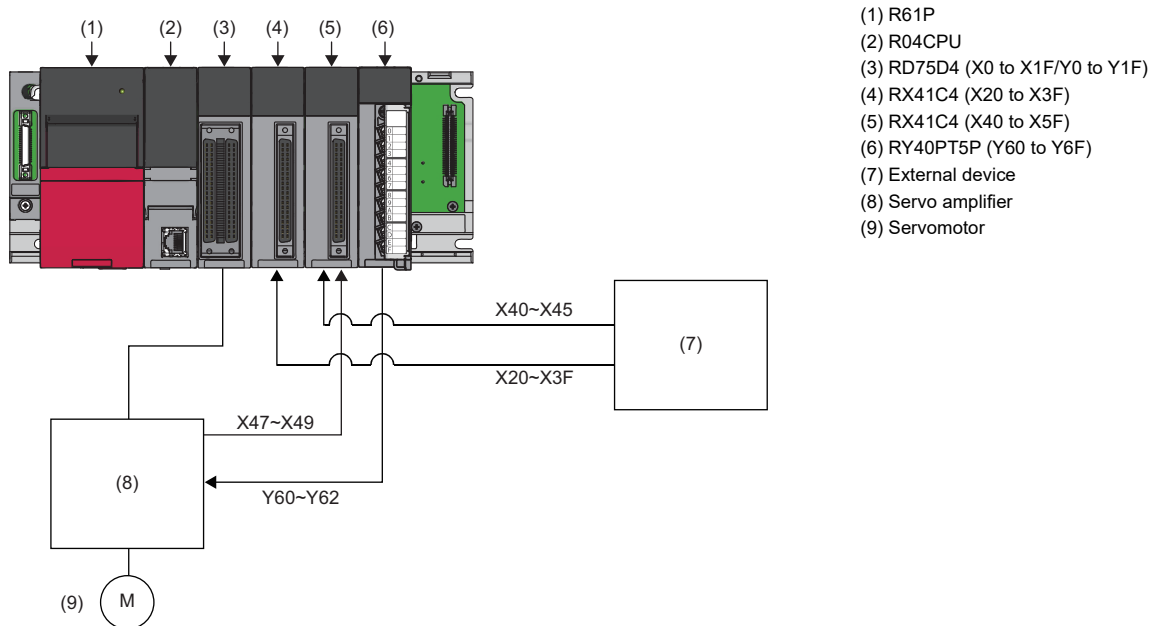 (1) (2) (3) (4) (5) (6)
(1) R61P
(2) R04CPU
(3) RD75D4 (X0 to X1F/Y0 to Y1F)
(4) RX41C4 (X20 to X3F)
(5) RX41C4 (X40 to X5F)
(6) RY40PT5P (Y60 to Y6F)
(7) External device
(8) Servo amplifier
(9) Servomotor
X40~X45
(7)
X20~X3F
X47~X49
(8)
Y60~Y62
(9) M